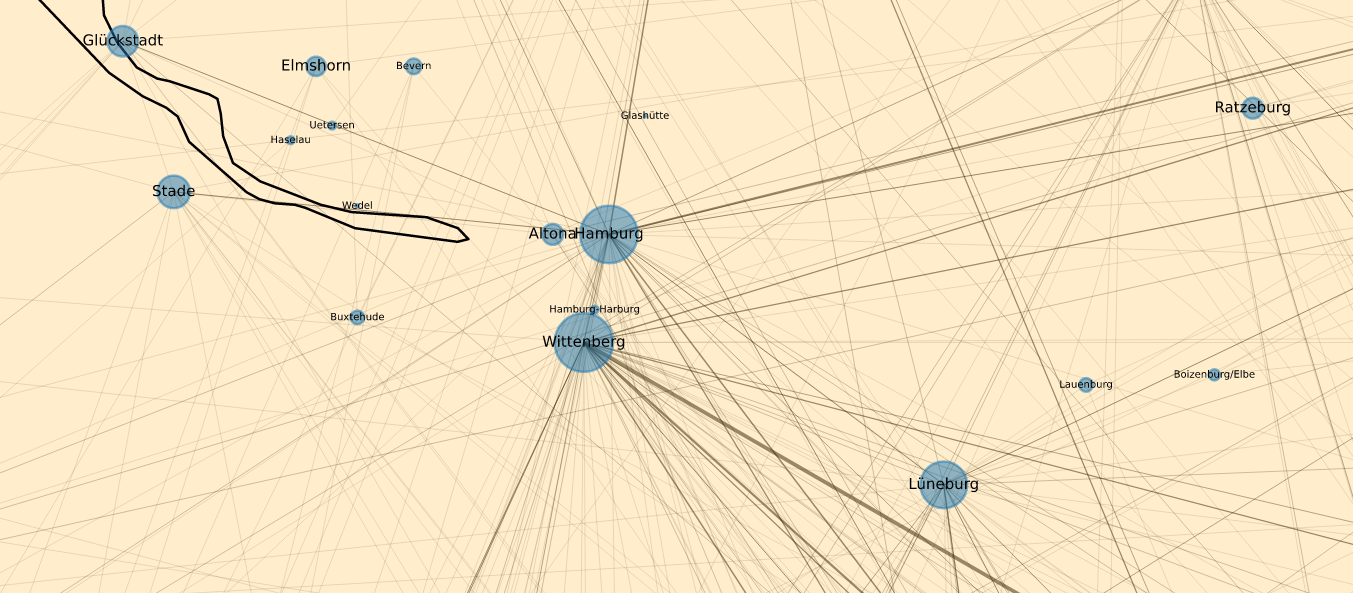 Glückstadt
Elmshorn
Bevern
Ratzeburg
Glashütte
Uetersen
Haselau
Stade
Wedel
Altona
Hamburg
Hamburg-Harburg
Buxtehude
Wittenberg
Boizenburg/Elbe
Lauenburg
Lüneburg